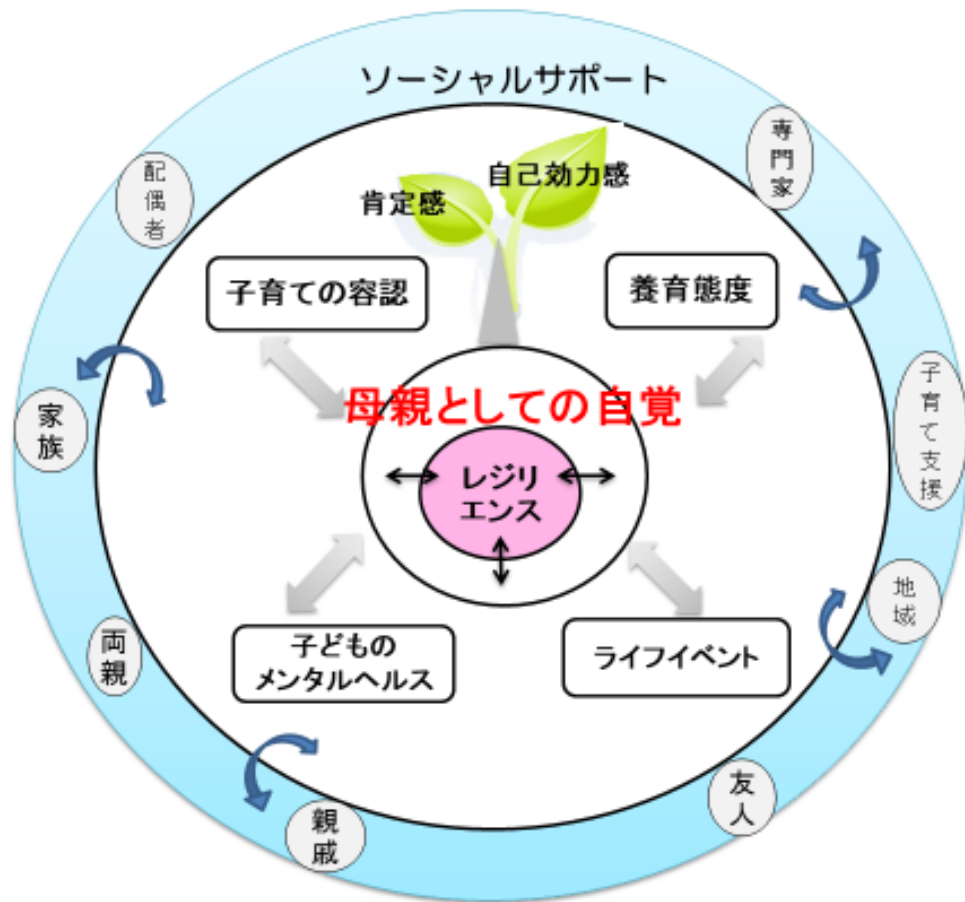 ソーシャルサポート
専門家
配偶者
自己効力感
肯定感
子育ての容認
養育態度
家族
子育て支援
母親としての自覚
レジリ
エンス
地域
両親
子どもの
メンタルヘルス
ライフイベント
友人
親戚